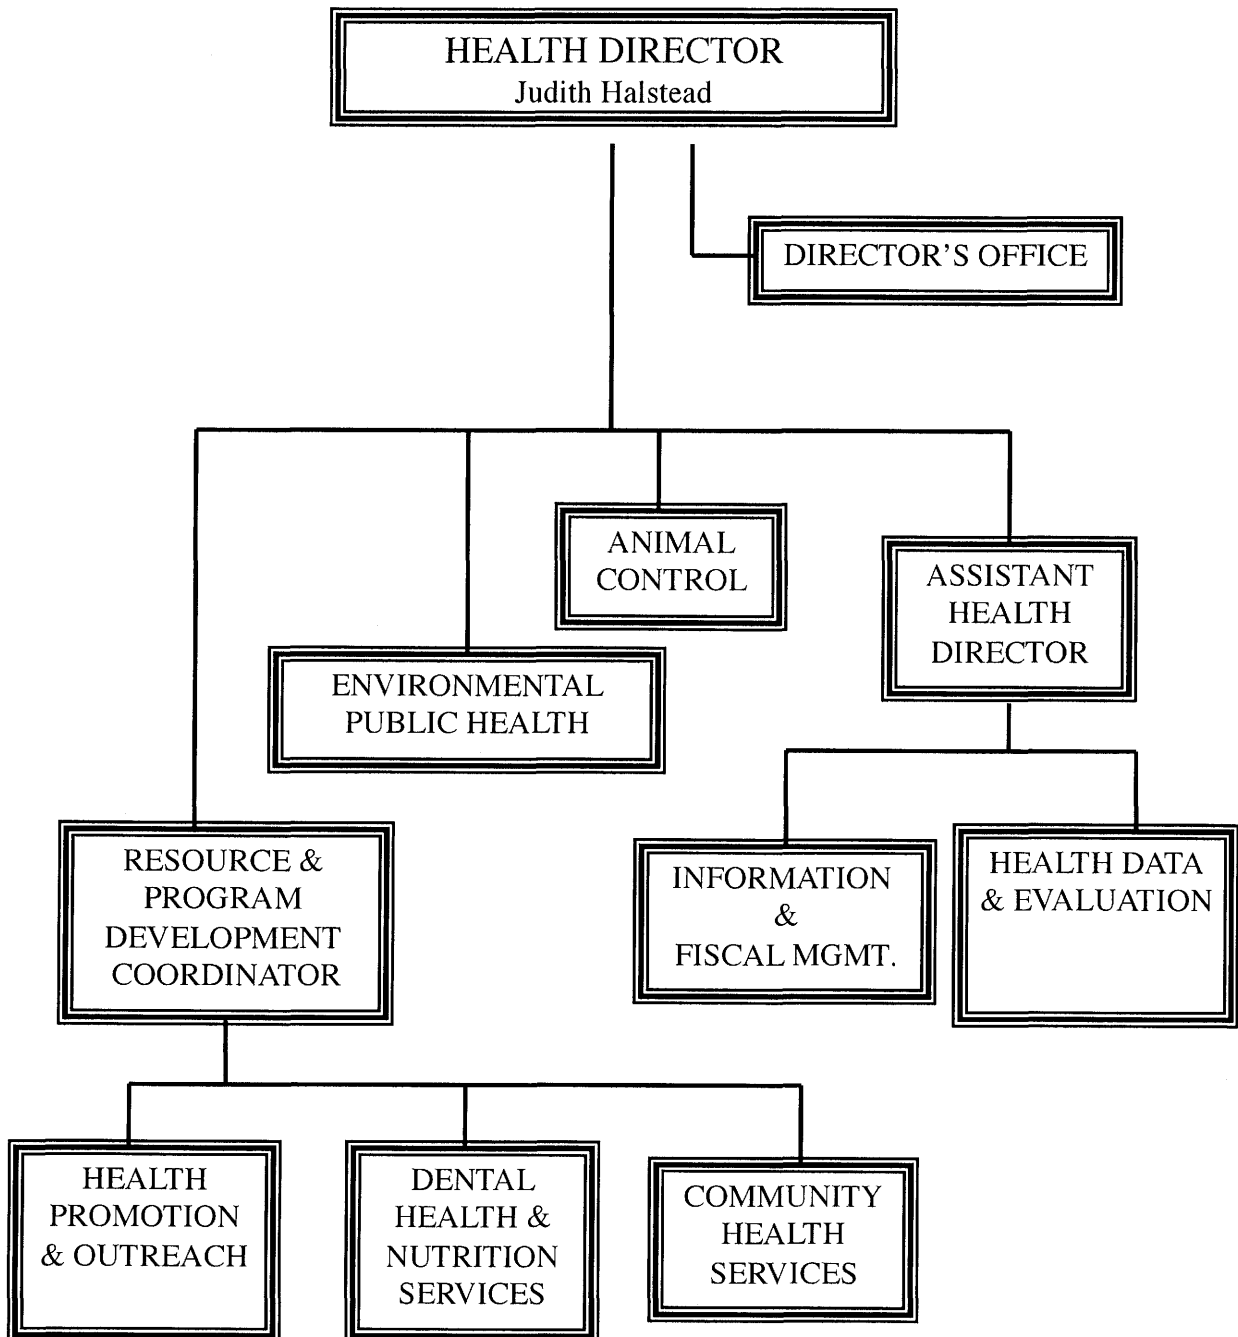 HEALTH DIRECTOR
Judith Halstead
DIRECTOR'S OFFICE
ANIMAL
CONTROL
ASSISTANT
HEALTH
DIRECTOR
ENVIRONMENTAL
PUBLIC HEALTH
RESOURCE &
PROGRAM
DEVELOPMENT
COORDINATOR
INFORMATION
&
FISCAL MGMT.
HEALTH DATA
& EVALUATION
HEALTH
PROMOTION
& OUTREACH
DENTAL
HEALTH &
NUTRITION
SERVICES
COMMUNITY
HEALTH
SERVICES